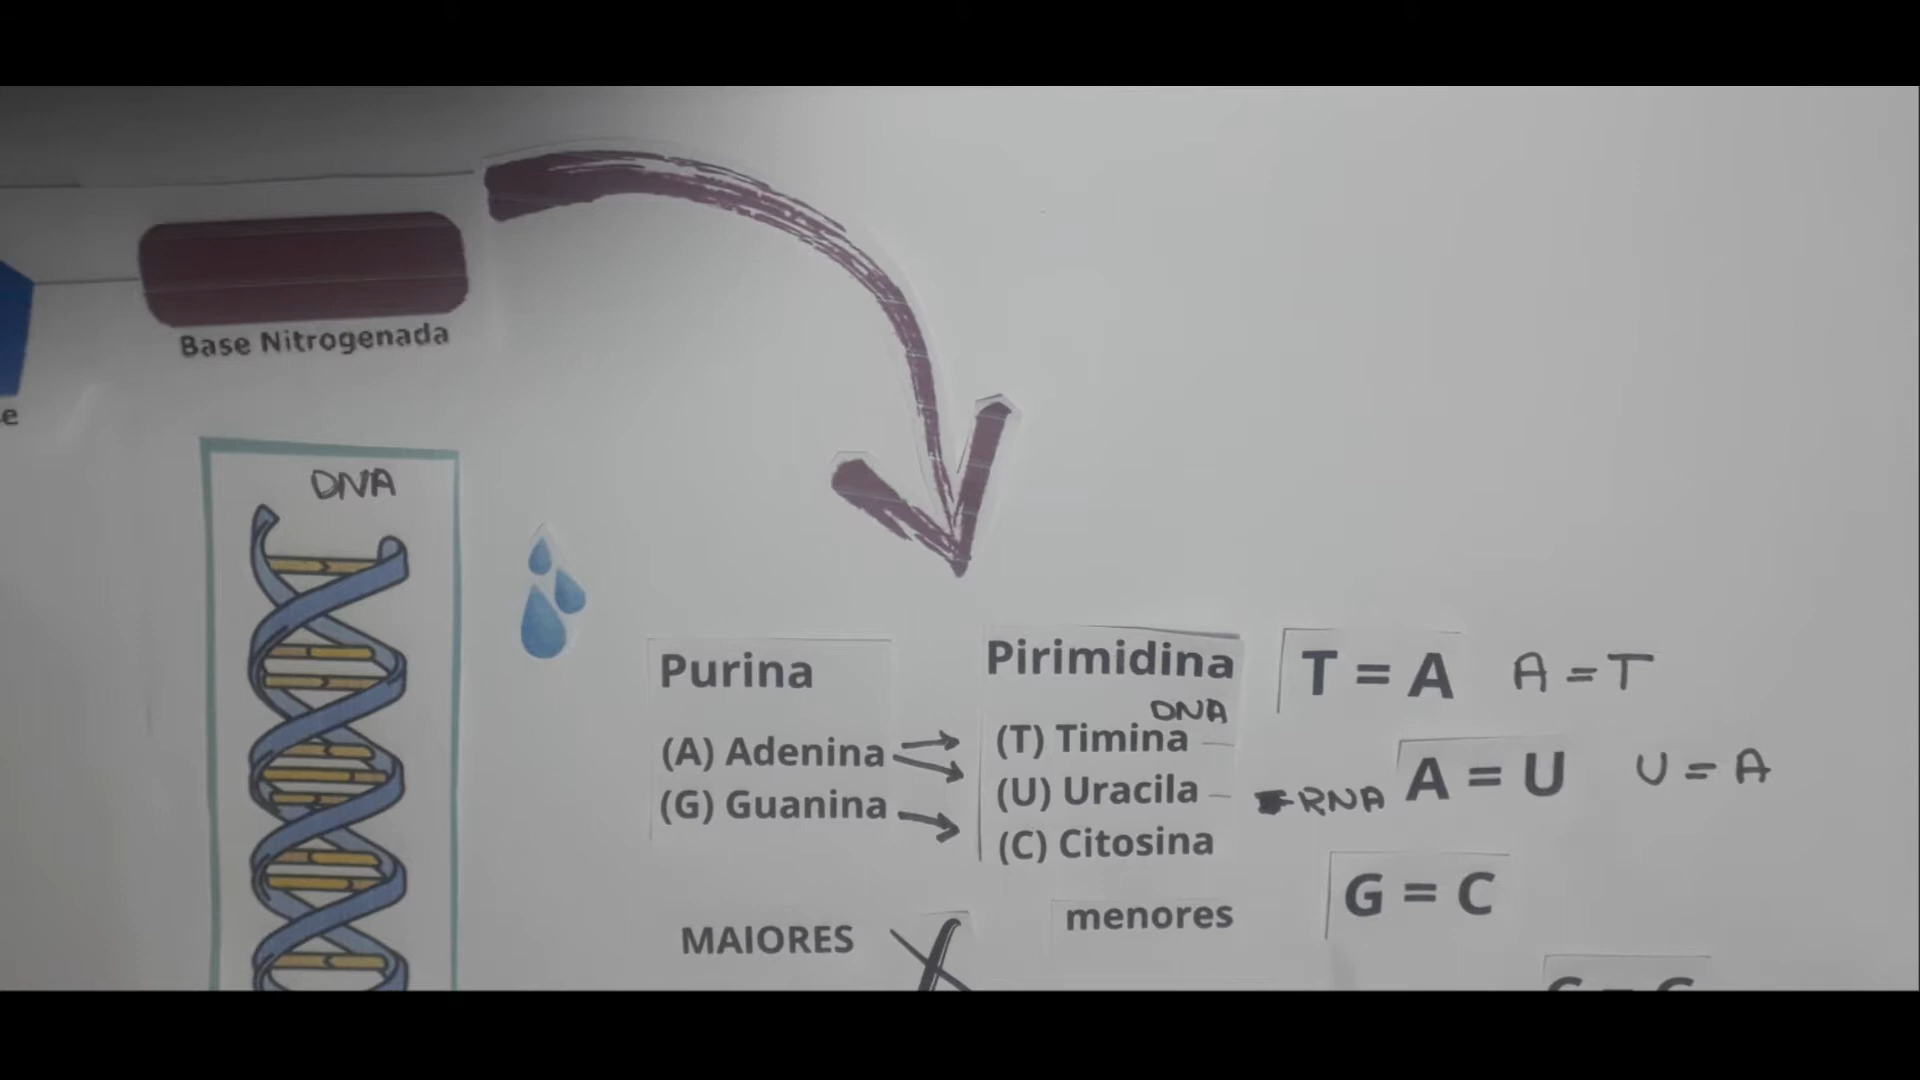 Base Nitrogenada
e
DNA
Purina
(A) Adenina
(G) Guanina
MAIORES
Pirimidina
DNA
(T) Timina
(U) Uracila
(C) Citosina
menores
T = A A = T
RNA A = U U = A
G = C